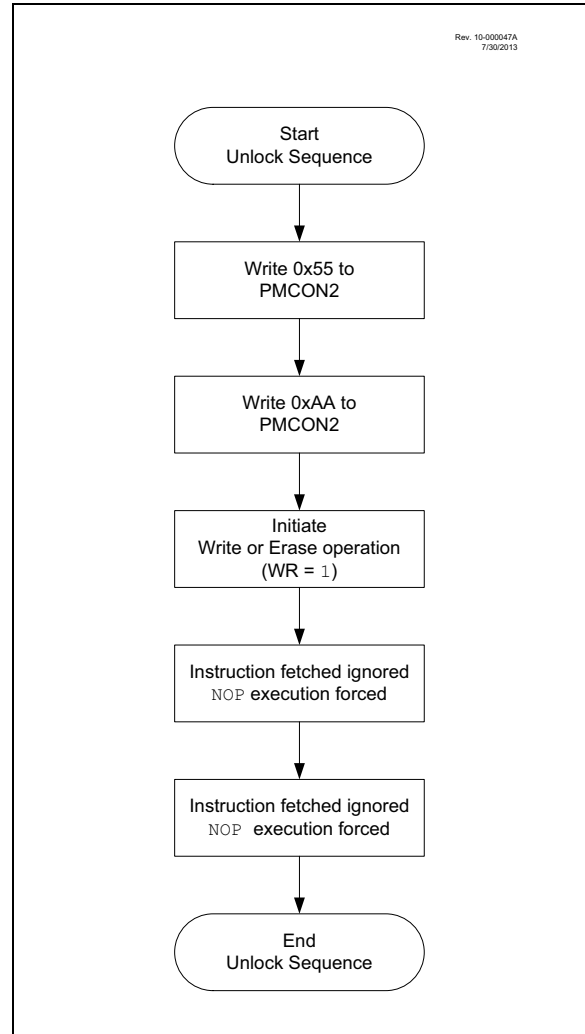 Rev. 10-000047A
7/30/2013
Start
Unlock Sequence
Write 0x55 to
PMCON2
Write 0xAA to
PMCON2
Initiate
Write or Erase operation
(WR = 1)
Instruction fetched ignored
NOP execution forced
Instruction fetched ignored
NOP execution forced
End
Unlock Sequence